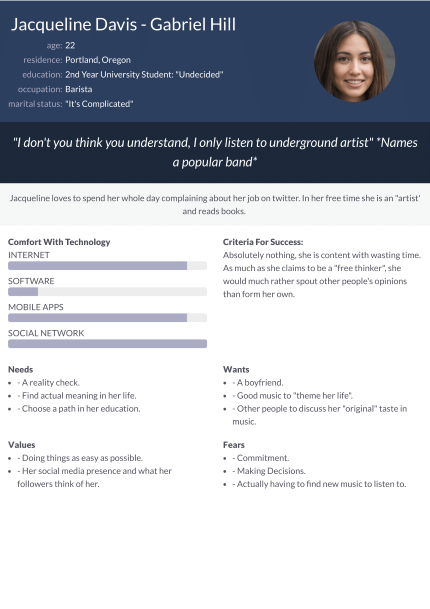 Jacqueline Davis - Gabriel Hill
age: 22
residence: Portland, Oregon
education: 2nd Year University Student: "Undecided"
occupation: Barista
marital status: "It's Complicated"
"I don't you think you understand, I only listen to underground artist" *Names
a popular band*
Jacqueline loves to spend her whole day complaining about her job on twitter. In her free time she is an "artist'
and reads books.
Comfort With Technology
INTERNET
SOFTWARE
MOBILE APPS
SOCIAL NETWORK
Criteria For Success:
Absolutely nothing, she is content with wasting time.
As much as she claims to be a "free thinker", she
would much rather spout other people's opinions
than form her own.
Needs
• - A reality check.
• - Find actual meaning in her life.
• - Choose a path in her education.
Wants
• - A boyfriend.
• - Good music to "theme her life".
• - Other people to discuss her "original" taste in
music.
Values
• - Doing things as easy as possible.
• - Her social media presence and what her
followers think of her.
Fears
• - Commitment.
• - Making Decisions.
• - Actually having to find new music to listen to.